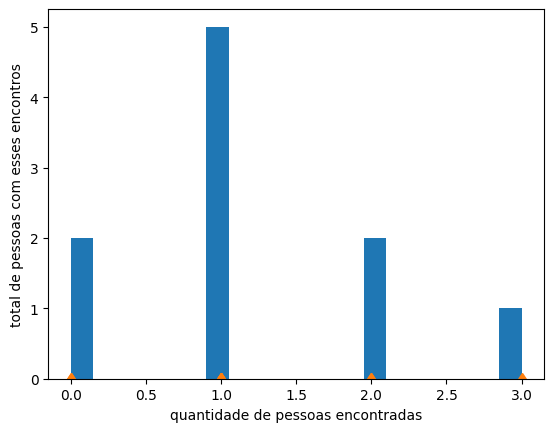 total de pessoas com esses encontros
5
4
3
2
1
0
0.0 0.5 1.0 1.5 2.0 2.5 3.0
quantidade de pessoas encontradas